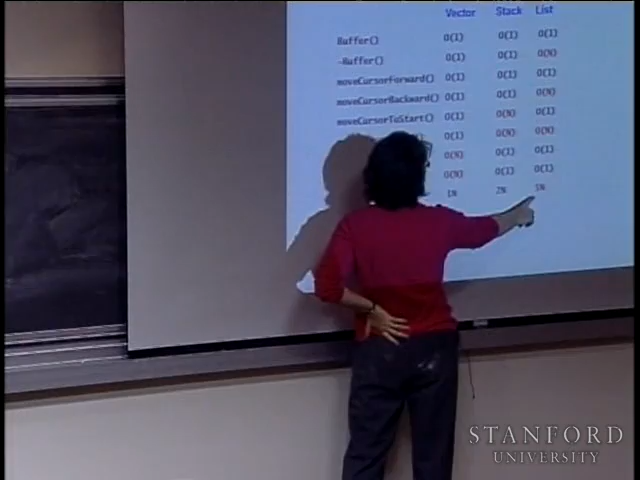 Vector Stack List
Buffer() O(1) O(1) O(1)
~Buffer() O(1) O(1) O(N)
moveCursorForward() O(1) O(1) O(1)
moveCursorBackward() O(1) O(1) O(N)
moveCursorToStart() O(1) O(N) O(1)
O(1) O(N) O(N)
O(N) O(1) O(1)
O(N) O(1) O(1)
1N 2N 5N
STANFORD
UNIVERSITY